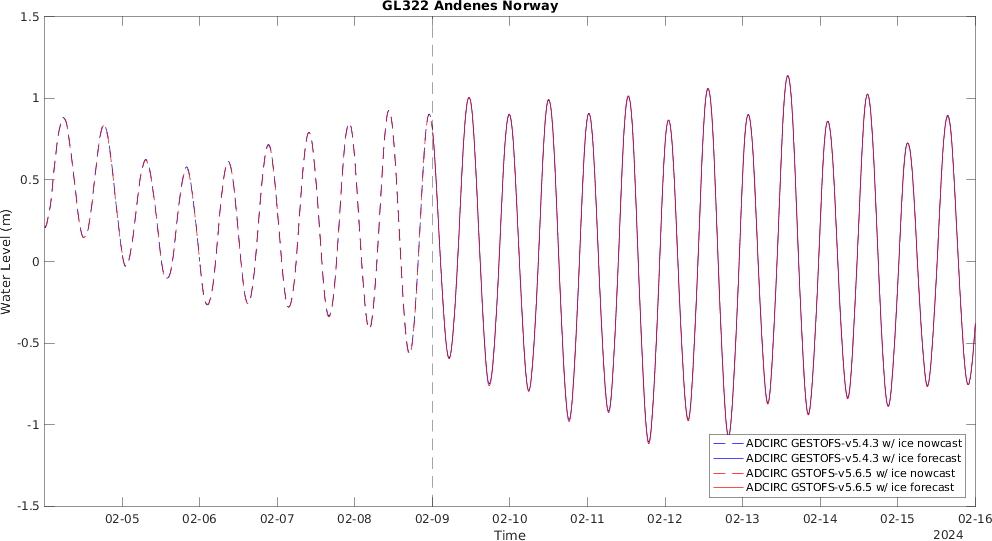 GL322 Andenes Norway
1.5
1
0.5
0
-0.5
-1
-1.5
Water Level (m)
02-05 02-06 02-07 02-08 02-09 02-10 02-11 02-12 02-13 02-14 02-15 02-16
Time
2024
ADCIRC GESTOFS-v5.4.3 w/ ice nowcast
ADCIRC GESTOFS-v5.4.3 w/ ice forecast
ADCIRC GSTOFS-v5.6.5 w/ ice nowcast
ADCIRC GSTOFS-v5.6.5 w/ ice forecast